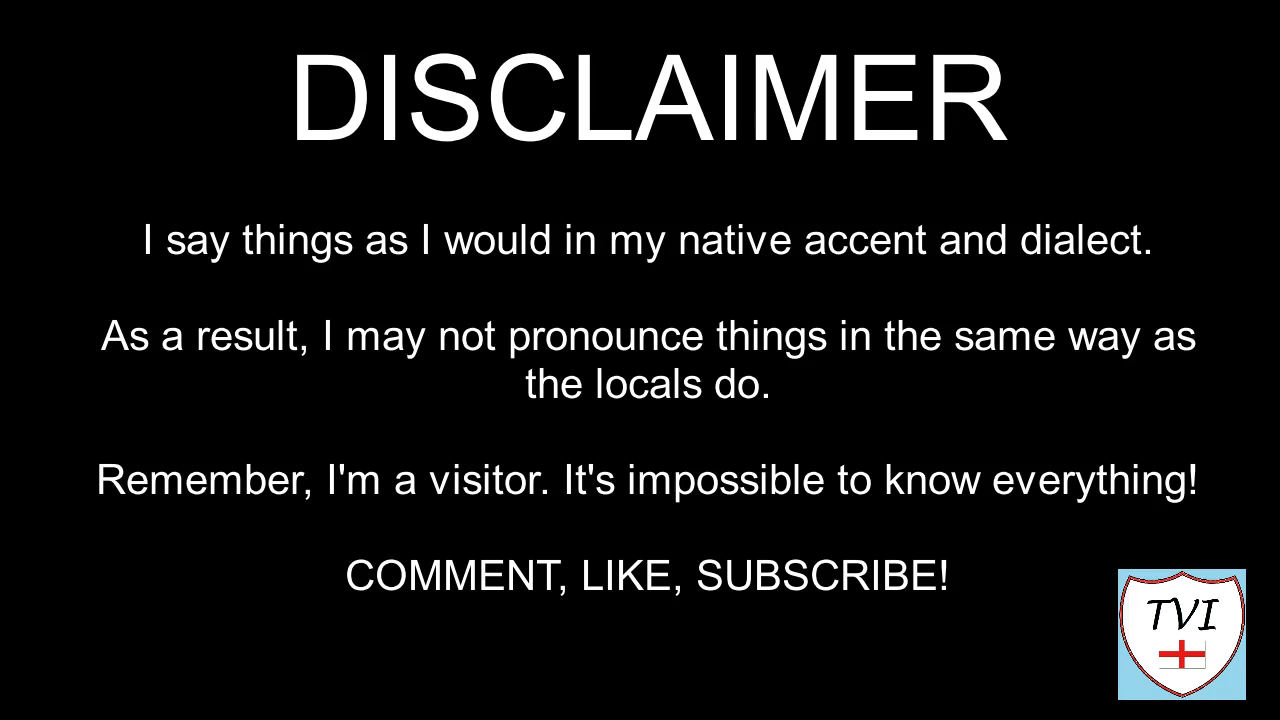 DISCLAIMER
I say things as I would in my native accent and dialect.
As a result, I may not pronounce things in the same way as
the locals do.
Remember, I'm a visitor. It's impossible to know everything!
COMMENT, LIKE, SUBSCRIBE!
TVI